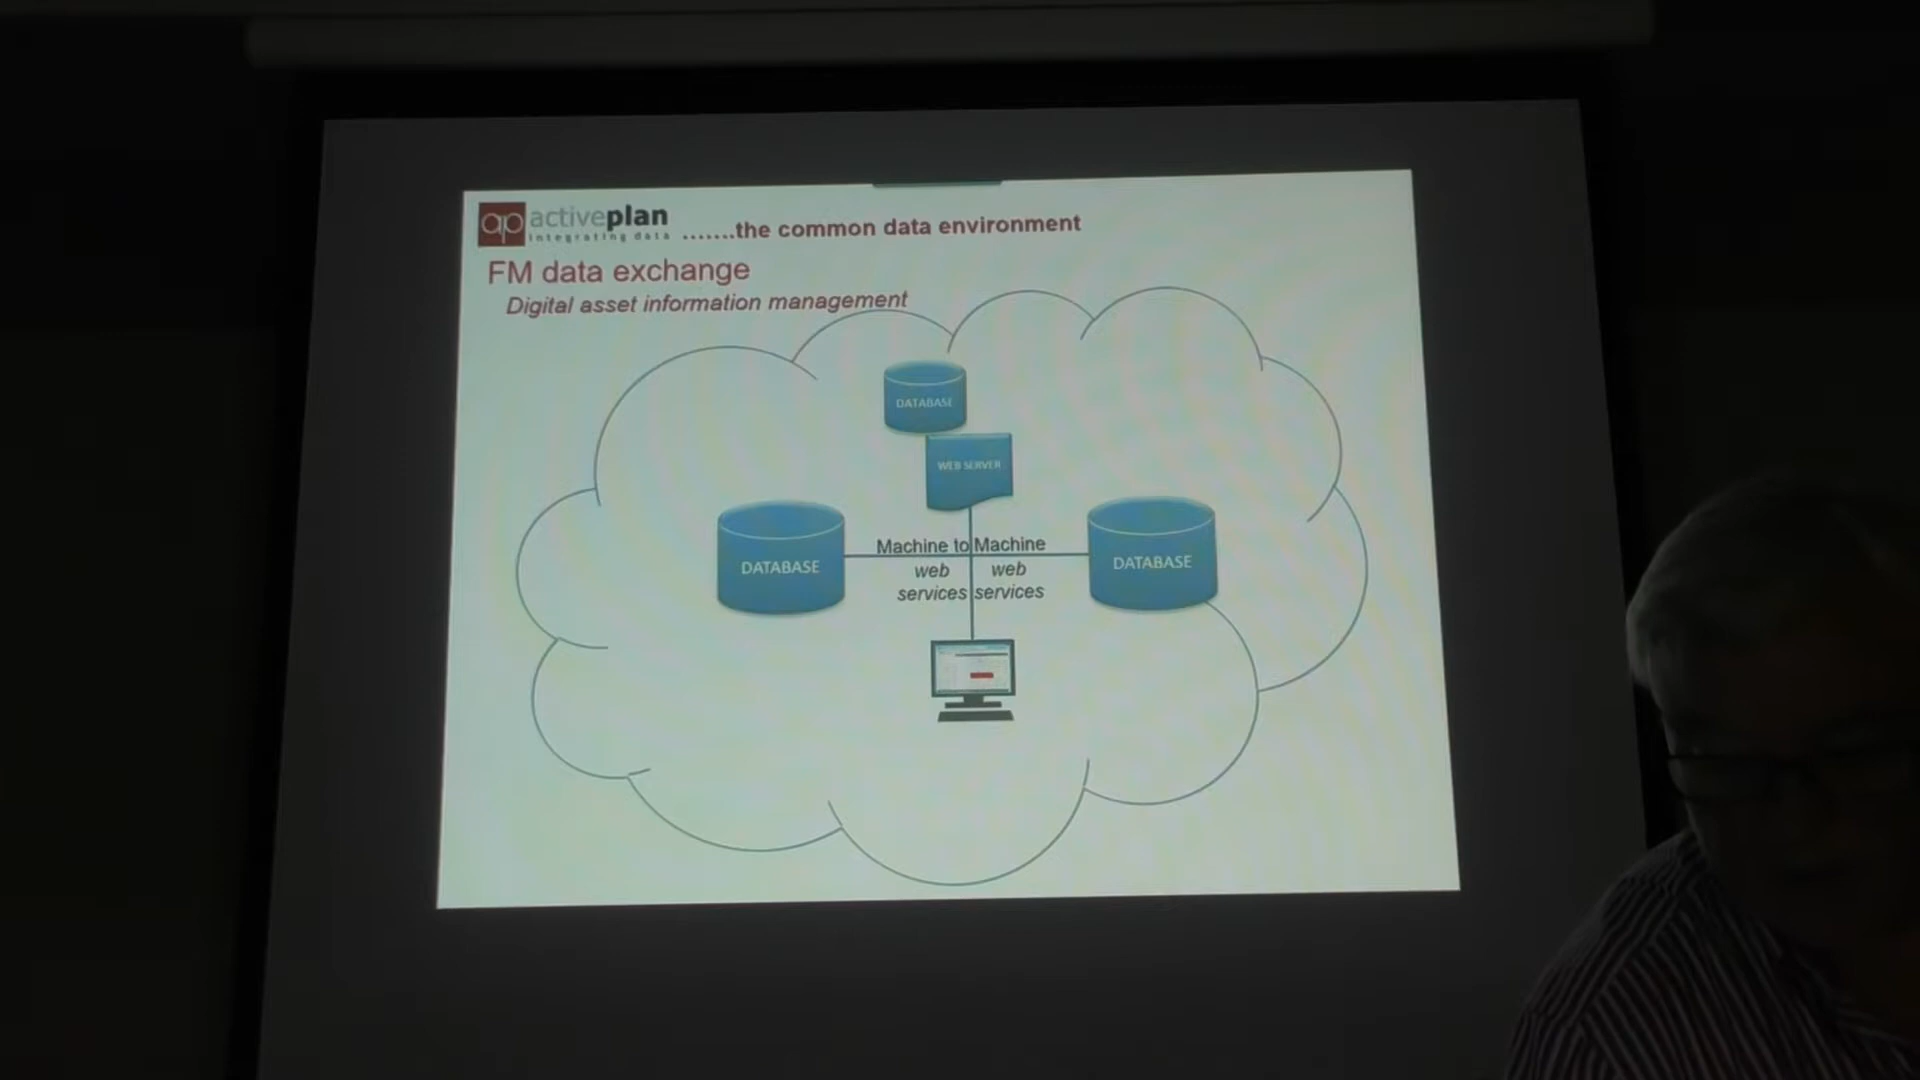 ap activeplan
integrating data
.......the common data environment
FM data exchange
Digital asset information management
DATABASE
WEB SERVER
DATABASE
Machine to Machine
web services
web services
DATABASE